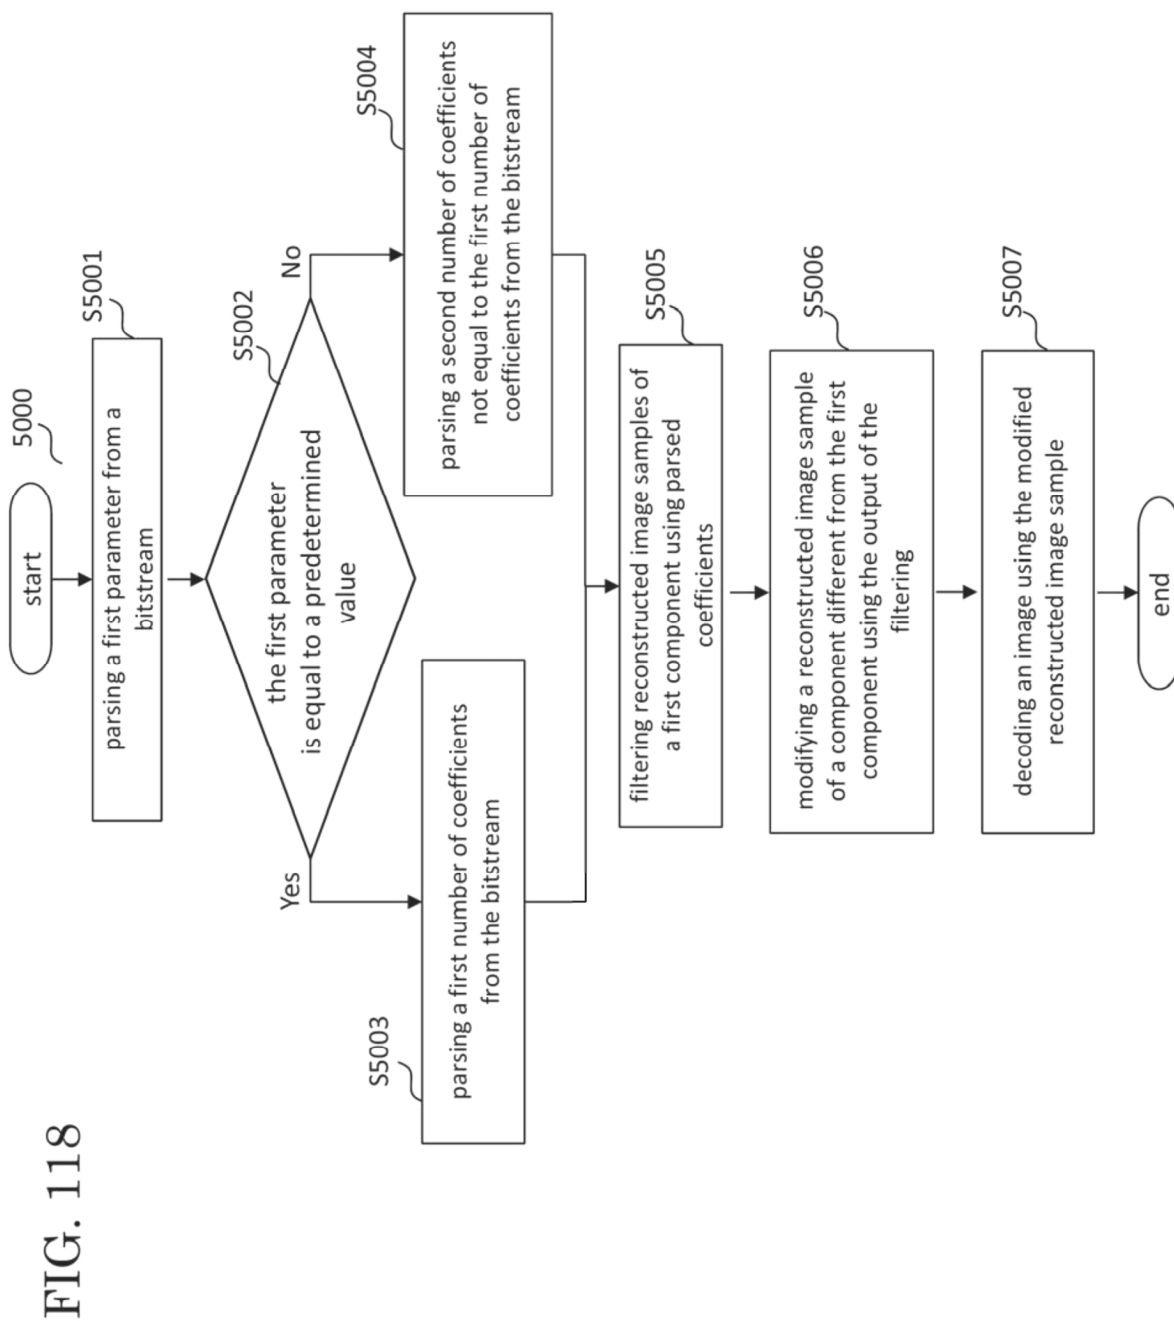 FIG. 118
start
5000
S5001
parsing a first parameter from a
bitstream
S5002
the first parameter
is equal to a predetermined
value
Yes
No
S5003
parsing a first number of coefficients
from the bitstream
S5004
parsing a second number of coefficients
not equal to the first number of
coefficients from the bitstream
S5005
filtering reconstructed image samples of
a first component using parsed
coefficients
S5006
modifying a reconstructed image sample
of a component different from the first
component using the output of the
filtering
S5007
decoding an image using the modified
reconstructed image sample
end